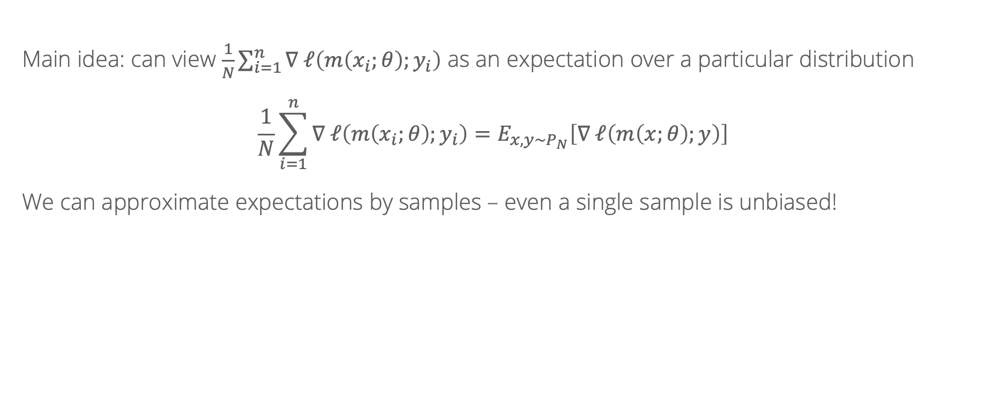 Main idea: can view $\frac{1}{N}\sum_{i=1}^{n} \nabla \ell(m(x_i; \theta); y_i)$ as an expectation over a particular distribution
$\frac{1}{N}\sum_{i=1}^{n} \nabla \ell(m(x_i; \theta); y_i) = E_{x,y \sim P_N}[\nabla \ell(m(x; \theta); y)]$
We can approximate expectations by samples – even a single sample is unbiased!